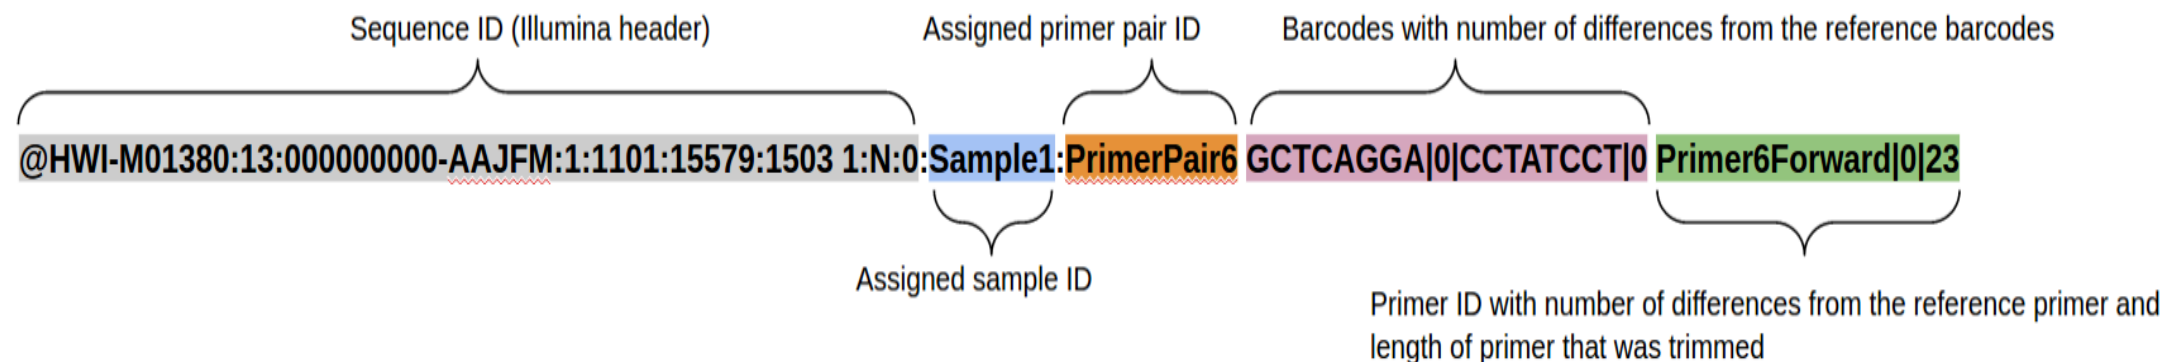 Sequence ID (Illumina header)
Assigned primer pair ID
Barcodes with number of differences from the reference barcodes
@HWI-M01380:13:000000000-AAJFM:1:1101:15579:1503 1:N:0:Sample1:PrimerPair6 GCTCAGGA|0|CCTATCCT|0 Primer6Forward|0|23
Assigned sample ID
Primer ID with number of differences from the reference primer and
length of primer that was trimmed